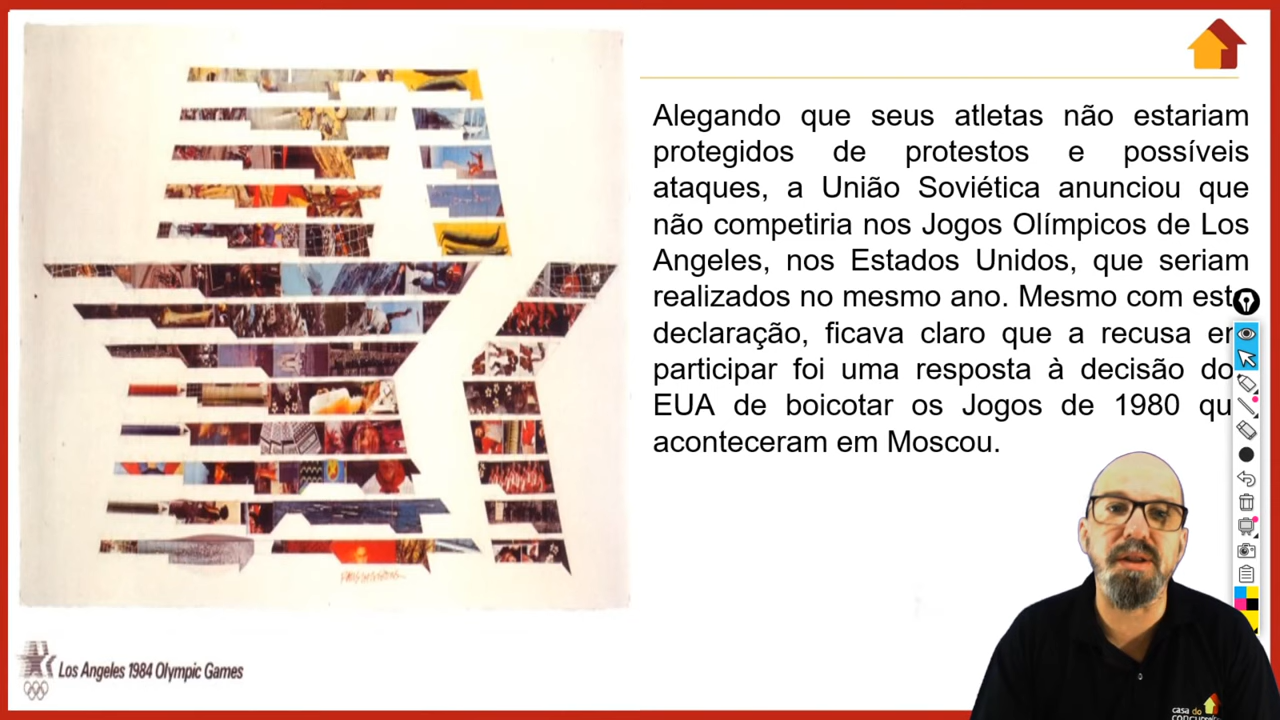 Alegando que seus atletas não estariam
protegidos de protestos e possíveis
ataques, a União Soviética anunciou que
não competiria nos Jogos Olímpicos de Los
Angeles, nos Estados Unidos, que seriam
realizados no mesmo ano. Mesmo com est
declaração, ficava claro que a recusa er
participar foi uma resposta à decisão do
EUA de boicotar os Jogos de 1980 qu
aconteceram em Moscou.
Los Angeles 1984 Olympic Games
casa do